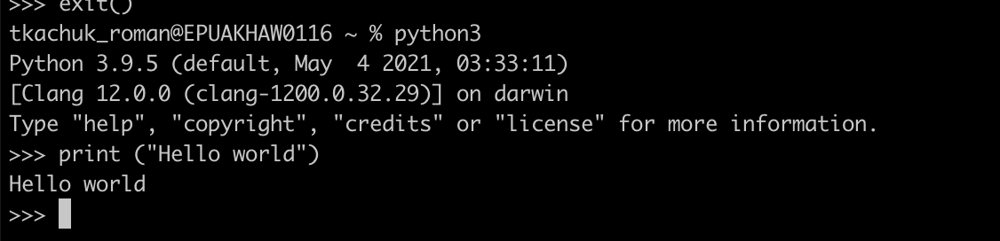 >>> exit()
tkachuk_roman@EPUAKHAW0116 ~ % python3
Python 3.9.5 (default, May  4 2021, 03:33:11)
[Clang 12.0.0 (clang-1200.0.32.29)] on darwin
Type "help", "copyright", "credits" or "license" for more information.
>>> print ("Hello world")
Hello world
>>>